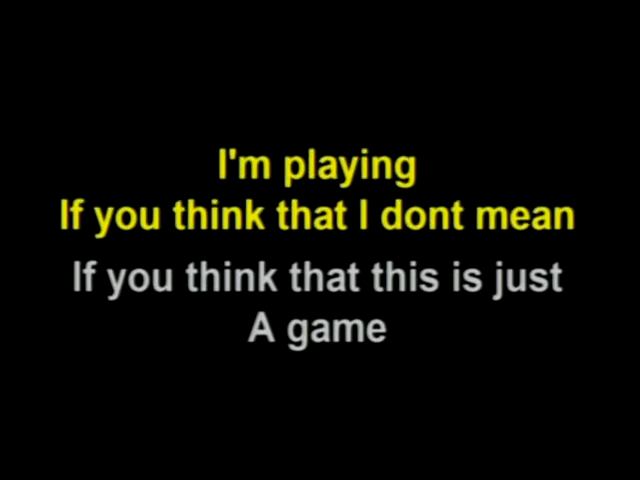 I'm playing
If you think that I dont mean
If you think that this is just
A game